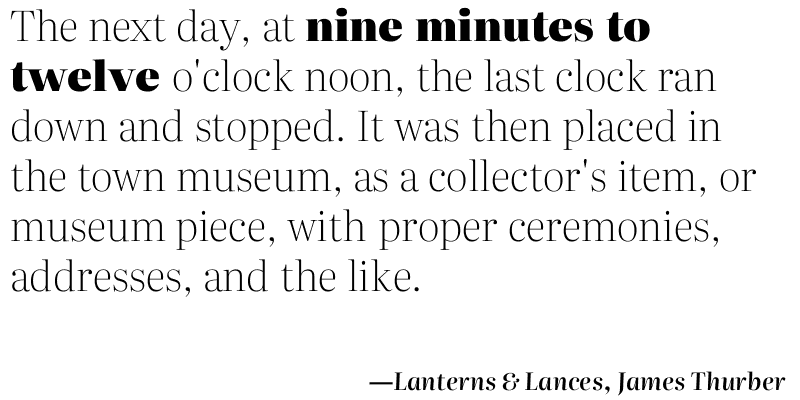 The next day, at nine minutes to
twelve o'clock noon, the last clock ran
down and stopped. It was then placed in
the town museum, as a collector's item, or
museum piece, with proper ceremonies,
addresses, and the like.
—Lanterns & Lances, James Thurber